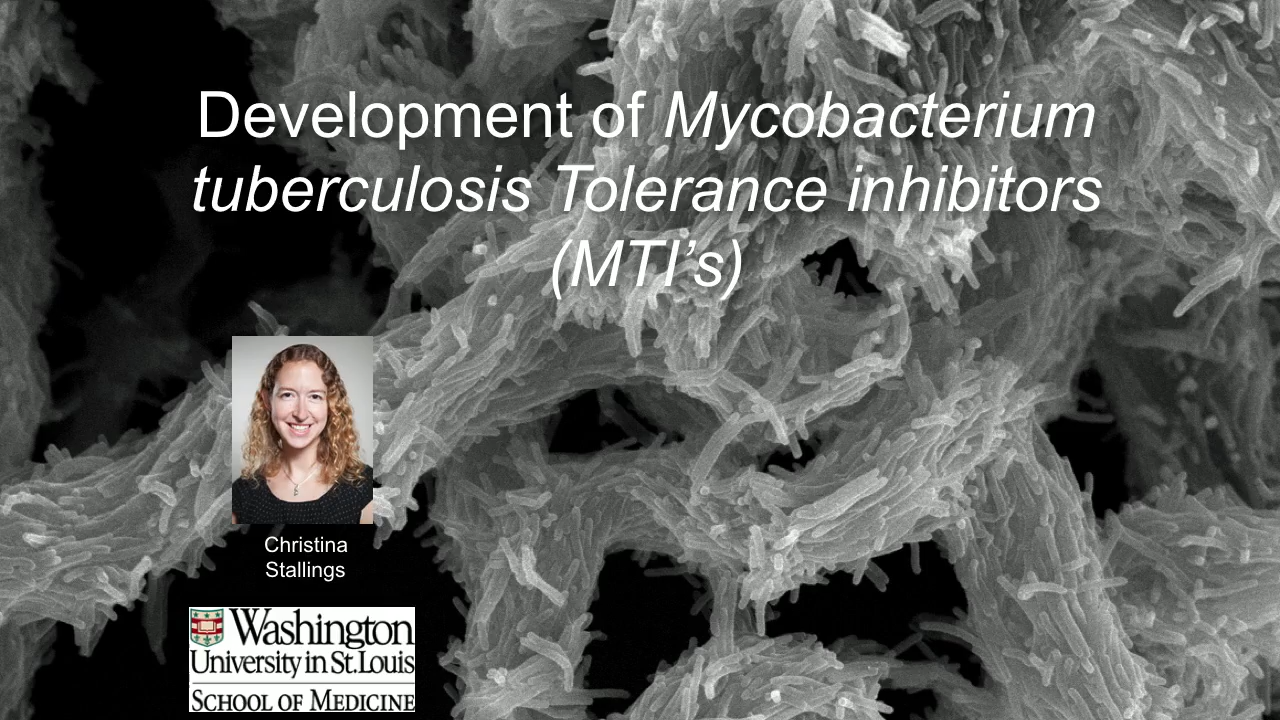 Development of Mycobacterium
tuberculosis Tolerance inhibitors
(MTI’s)
Christina
Stallings
Washington
University in St. Louis
SCHOOL OF MEDICINE